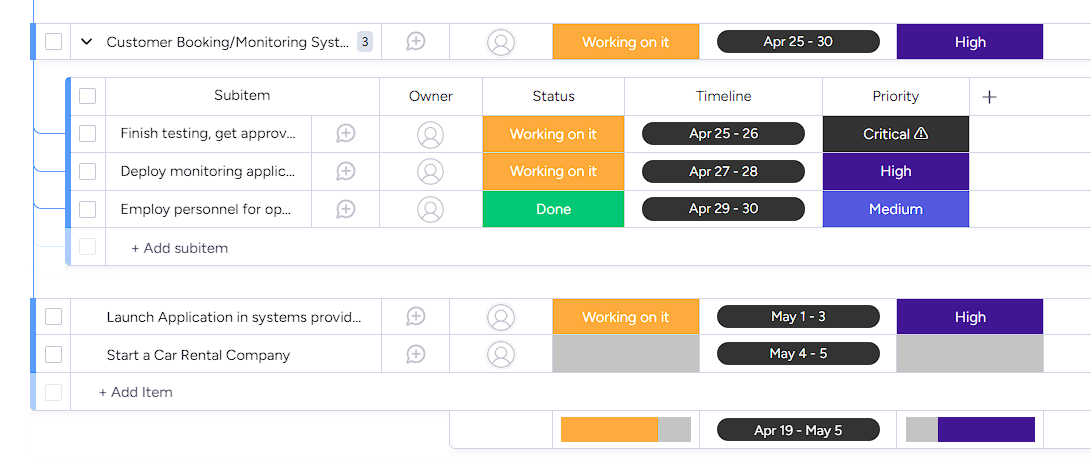 Customer Booking/Monitoring Syst... 3 Working on it Apr 25 - 30 High
Subitem Owner Status Timeline Priority
Finish testing, get approv... Working on it Apr 25 - 26 Critical
Deploy monitoring applic... Working on it Apr 27 - 28 High
Employ personnel for op... Done Apr 29 - 30 Medium
+ Add subitem
Launch Application in systems provid... Working on it May 1 - 3 High
Start a Car Rental Company May 4 - 5
+ Add Item
Apr 19 - May 5